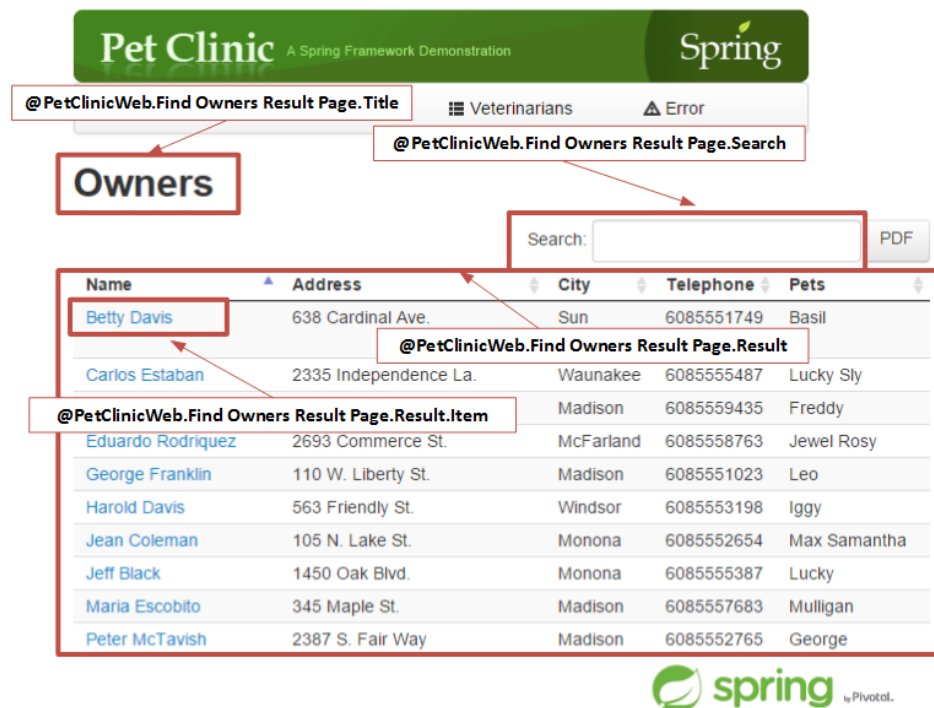 Pet Clinic A Spring Framework Demonstration Spring
@PetClinicWeb.Find Owners Result Page.Title
Veterinarians Error
@PetClinicWeb.Find Owners Result Page.Search
Owners
Search: PDF
Name Address City Telephone Pets
Betty Davis 638 Cardinal Ave. Sun 6085551749 Basil
@PetClinicWeb.Find Owners Result Page.Result
Carlos Estaban 2335 Independence La. Waunakee 6085555487 Lucky Sly
@PetClinicWeb.Find Owners Result Page.Result.Item
Madison 6085559435 Freddy
Eduardo Rodriquez 2693 Commerce St. McFarland 6085558763 Jewel Rosy
George Franklin 110 W. Liberty St. Madison 6085551023 Leo
Harold Davis 563 Friendly St. Windsor 6085553198 Iggy
Jean Coleman 105 N. Lake St. Monona 6085552654 Max Samantha
Jeff Black 1450 Oak Blvd. Monona 6085555387 Lucky
Maria Escobito 345 Maple St. Madison 6085557683 Mulligan
Peter McTavish 2387 S. Fair Way Madison 6085552765 George
spring by Pivotal.